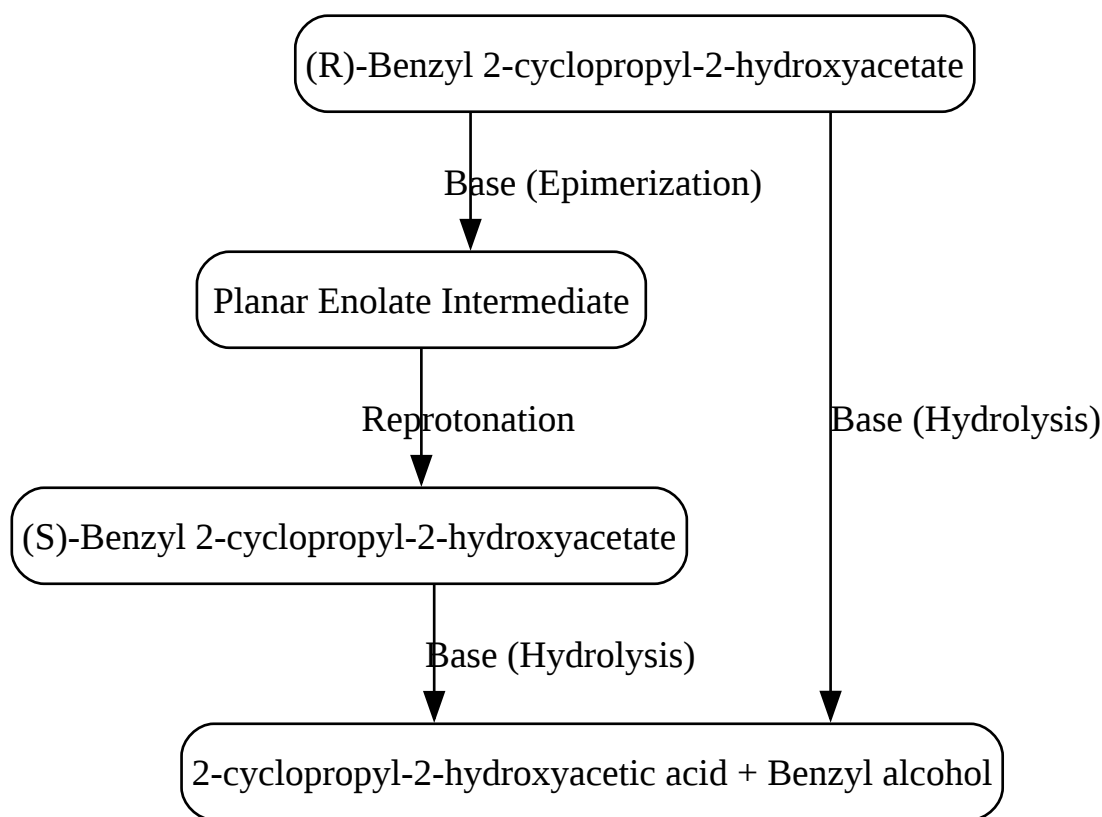 (R)-Benzyl 2-cyclopropyl-2-hydroxyacetate
Base (Epimerization)
Planar Enolate Intermediate
Reprotonation
Base (Hydrolysis)
(S)-Benzyl 2-cyclopropyl-2-hydroxyacetate
Base (Hydrolysis)
2-cyclopropyl-2-hydroxyacetic acid + Benzyl alcohol